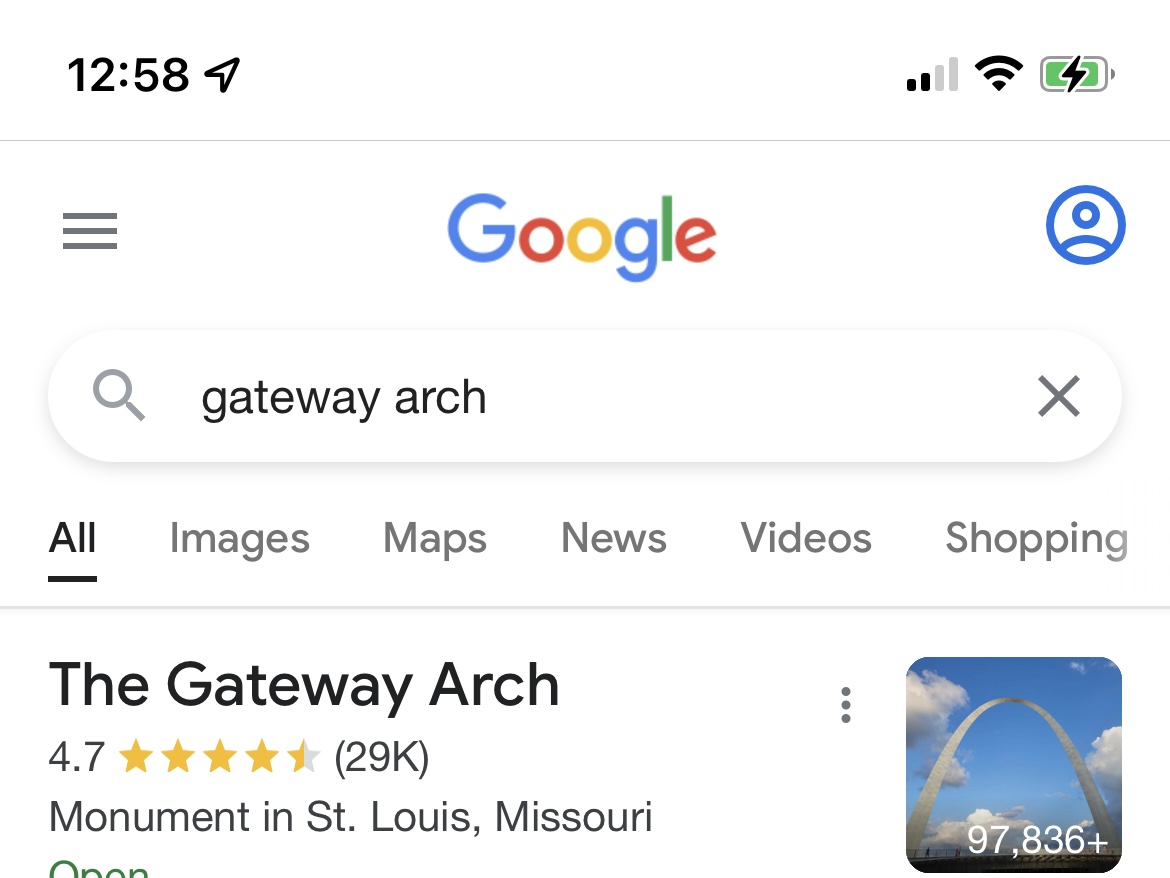 12:58
Google
gateway arch
All Images Maps News Videos Shopping
The Gateway Arch
4.7 (29K)
Monument in St. Louis, Missouri
97,836+
Open